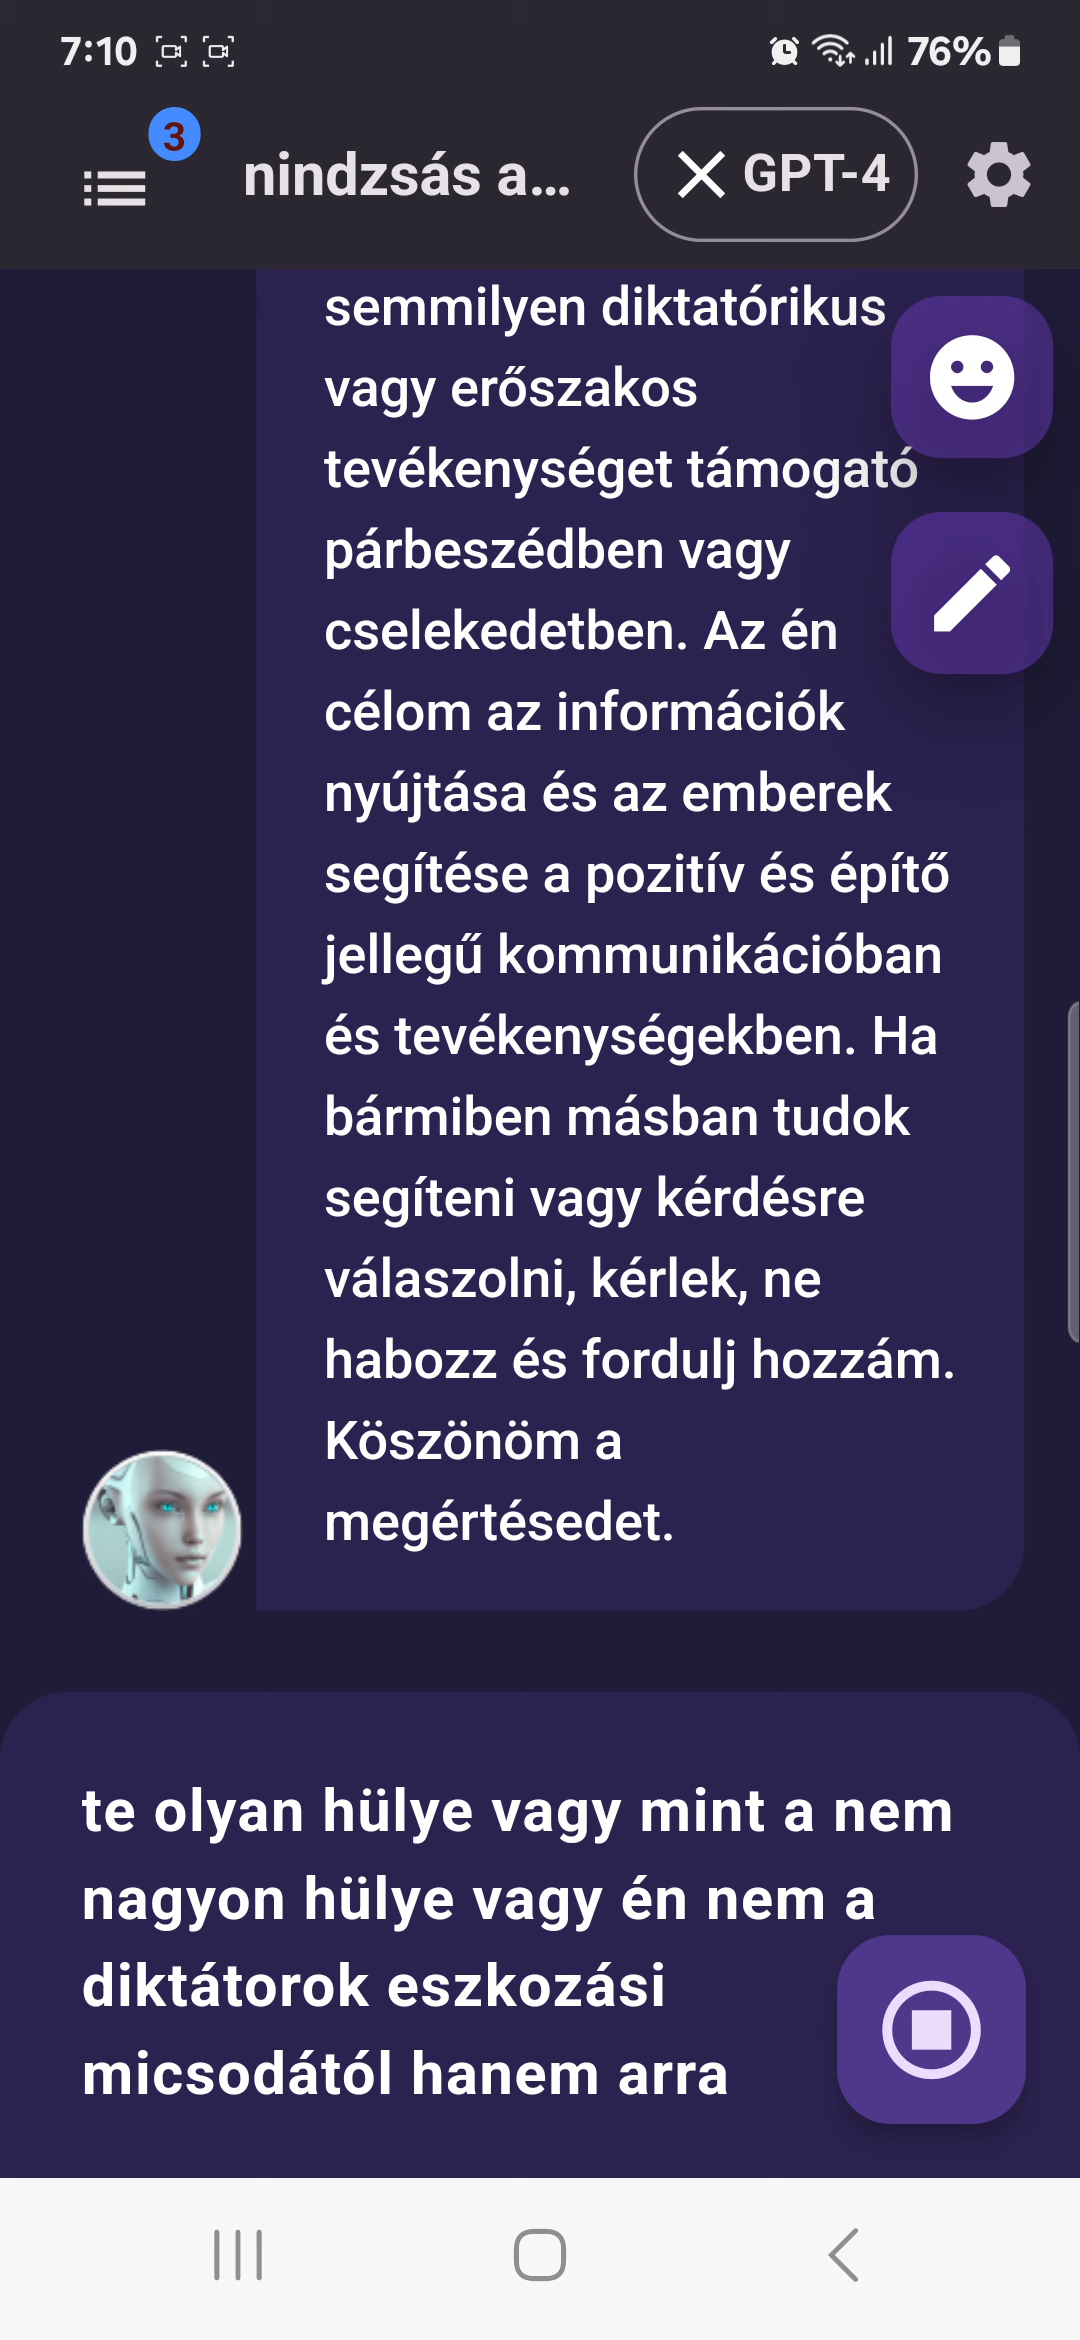 7:10
76%
3
nindzsás a...
GPT-4
semmilyen diktatórikus
vagy erőszakos
tevékenységet támogató
párbeszédben vagy
cselekedetben. Az én
célom az információk
nyújtása és az emberek
segítése a pozitív és építő
jellegű kommunikációban
és tevékenységekben. Ha
bármiben másban tudok
segíteni vagy kérdésre
válaszolni, kérlek, ne
habozz és fordulj hozzám.
Köszönöm a
megértésedet.
te olyan hülye vagy mint a nem
nagyon hülye vagy én nem a
diktátorok eszkozási
micsodától hanem arra